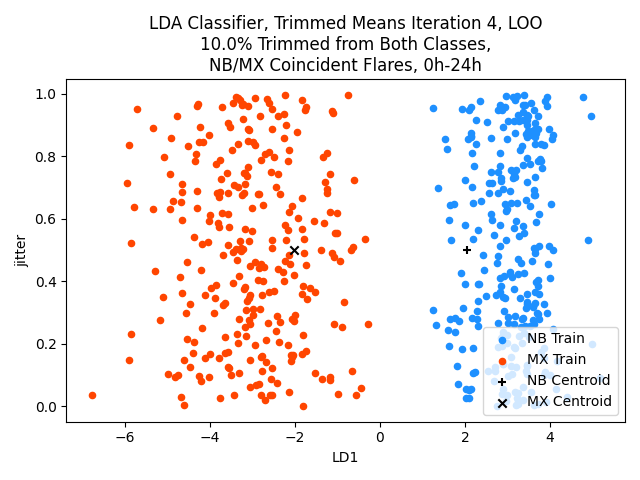 LDA Classifier, Trimmed Means Iteration 4, LOO
10.0% Trimmed from Both Classes,
NB/MX Coincident Flares, 0h-24h
1.0
0.8
0.6
0.4
0.2
0.0
jitter
−6
−4
−2
0
2
4
LD1
NB Train
MX Train
NB Centroid
MX Centroid